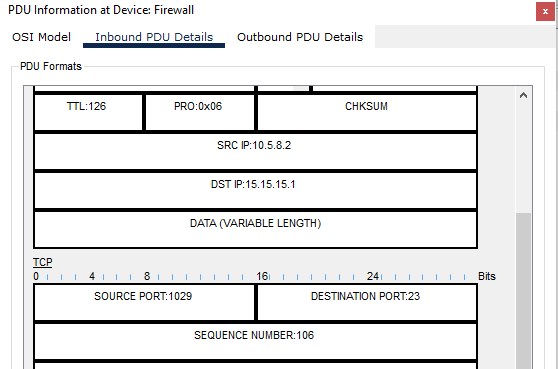 PDU Information at Device: Firewall
x
OSI Model Inbound PDU Details Outbound PDU Details
PDU Formats
TTL:126 PRO:0x06 CHKSUM
SRC IP:10.5.8.2
DST IP:15.15.15.1
DATA (VARIABLE LENGTH)
TCP
0 4 8 16 24 Bits
SOURCE PORT:1029 DESTINATION PORT:23
SEQUENCE NUMBER:106